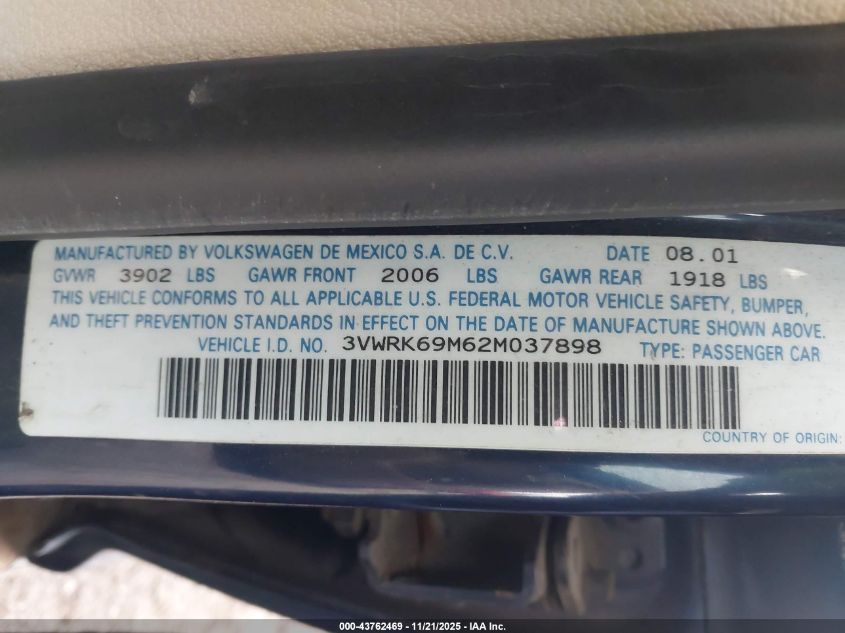 MANUFACTURED BY VOLKSWAGEN DE MEXICO S.A. DE C.V. DATE 08.01
GVWR 3902 LBS GAWR FRONT 2006 LBS GAWR REAR 1918 LBS
THIS VEHICLE CONFORMS TO ALL APPLICABLE U.S. FEDERAL MOTOR VEHICLE SAFETY, BUMPER,
AND THEFT PREVENTION STANDARDS IN EFFECT ON THE DATE OF MANUFACTURE SHOWN ABOVE.
VEHICLE I.D. NO. 3VWRK69M62M037898 TYPE: PASSENGER CAR
COUNTRY OF ORIGIN:
000-43762469 - 11/21/2025 - IAA Inc.